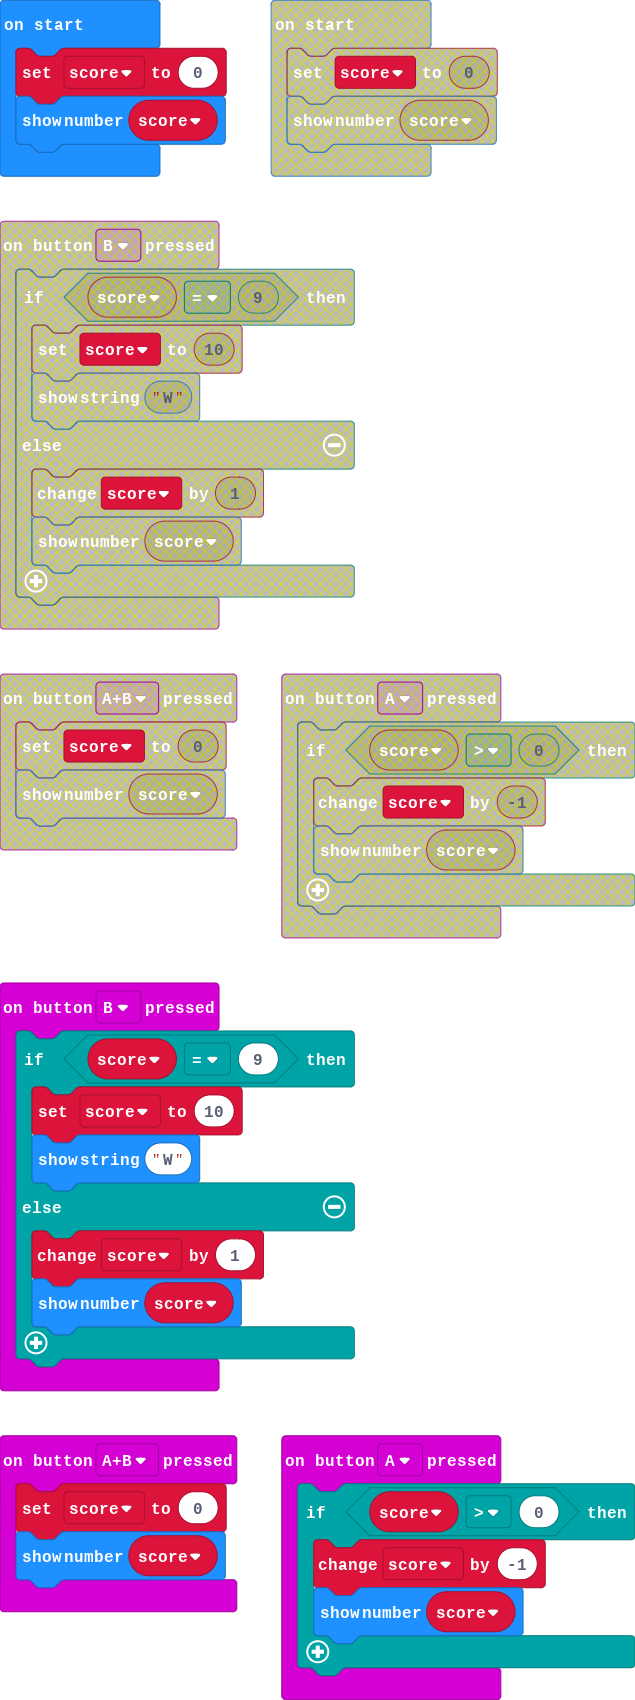 on start
set score to 0
show number score
on start
set score to 0
show number score
on button B pressed
if score = 9 then
set score to 10
show string "W"
else
change score by 1
show number score
on button A+B pressed
set score to 0
show number score
on button A pressed
if score > 0 then
change score by -1
show number score
on button B pressed
if score = 9 then
set score to 10
show string "W"
else
change score by 1
show number score
on button A+B pressed
set score to 0
show number score
on button A pressed
if score > 0 then
change score by -1
show number score